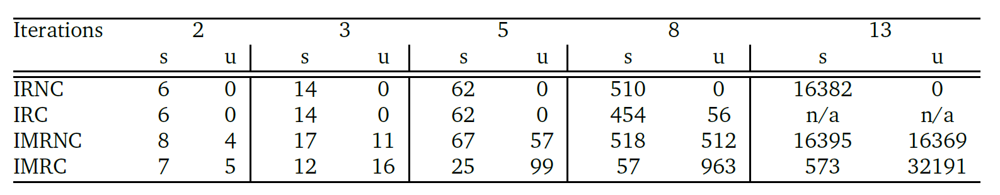 Iterations 2 3 5 8 13
s u s u s u s u s u
IRNC 6 0 14 0 62 0 510 0 16382 0
IRC 6 0 14 0 62 0 454 56 n/a n/a
IMRNC 8 4 17 11 67 57 518 512 16395 16369
IMRC 7 5 12 16 25 99 57 963 573 32191